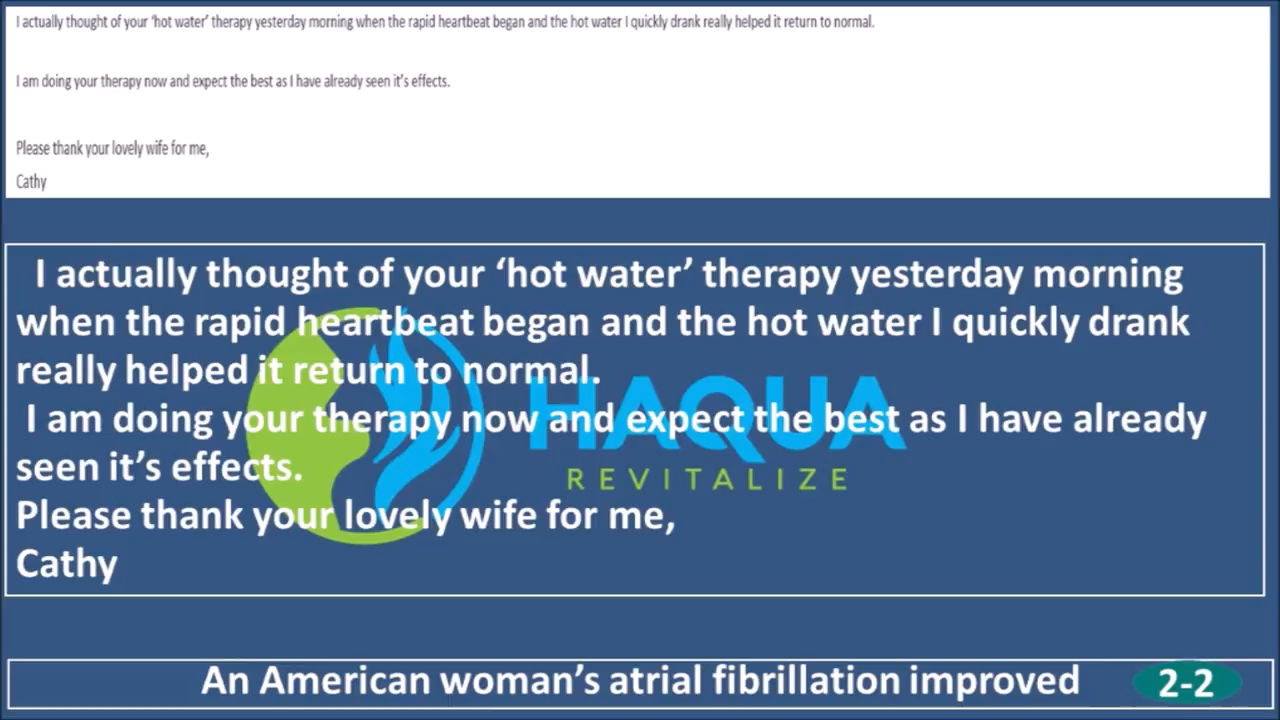 I actually thought of your ‘hot water’ therapy yesterday morning when the rapid heartbeat began and the hot water I quickly drank really helped it return to normal.
I am doing your therapy now and expect the best as I have already seen it’s effects.
Please thank your lovely wife for me,
Cathy
I actually thought of your ‘hot water’ therapy yesterday morning
when the rapid heartbeat began and the hot water I quickly drank
really helped it return to normal.
I am doing your therapy now and expect the best as I have already
seen it’s effects.
Please thank your lovely wife for me,
Cathy
HAQUA
REVITALIZE
An American woman’s atrial fibrillation improved
2-2